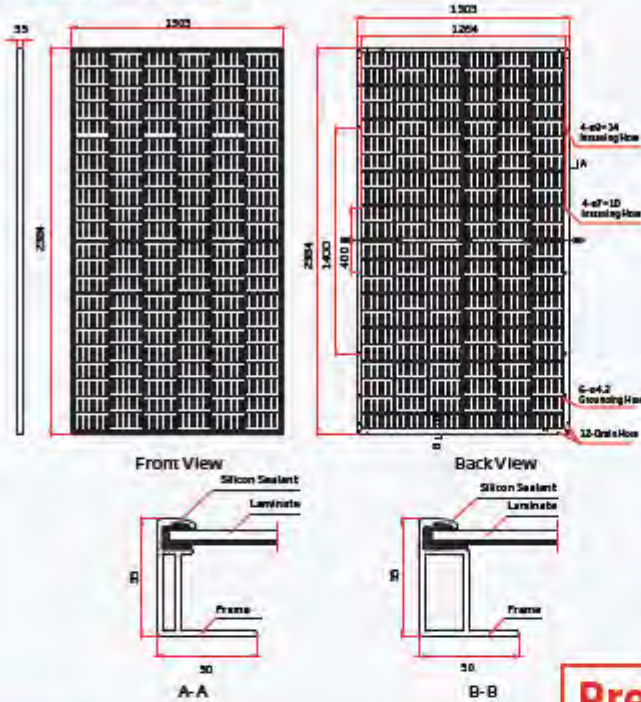 35
1303
2384
Front View
1303
1264
2384
1400
400
4-ø9×14
Installing Hole
A
4-ø7×10
Installing Hole
6-ø4.2
Grounding Hole
12-Drain Hole
B
Back View
Silicon Sealant
Laminate
Frame
35
30
A-A
Silicon Sealant
Laminate
Frame
35
30
B-B
Pro